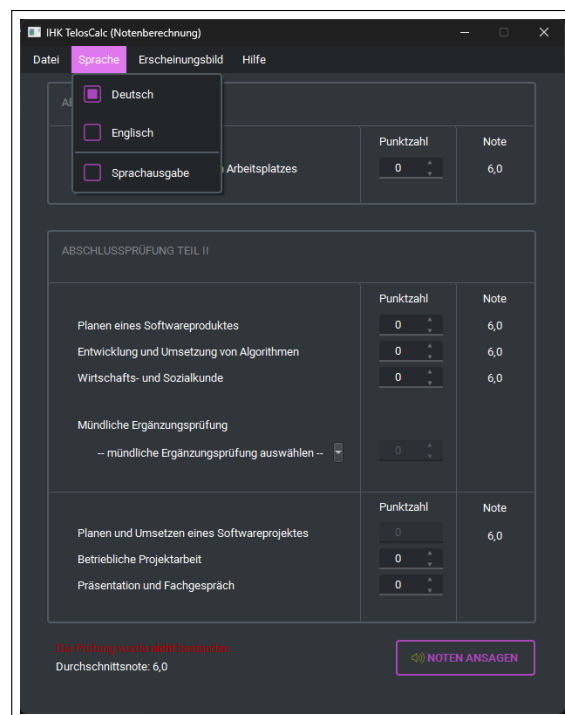 IHK TelosCalc (Notenberechnung)
Datei Sprache Erscheinungsbild Hilfe
Deutsch
Englisch
Sprachausgabe
Punktzahl Note
Arbeitsplatzes 0 6,0
ABSCHLUSSPRÜFUNG TEIL II
Punktzahl Note
Planen eines Softwareproduktes 0 6,0
Entwicklung und Umsetzung von Algorithmen 0 6,0
Wirtschafts- und Sozialkunde 0 6,0
Mündliche Ergänzungsprüfung
-- mündliche Ergänzungsprüfung auswählen -- 0
Punktzahl Note
Planen und Umsetzen eines Softwareprojektes 0 6,0
Betriebliche Projektarbeit 0
Präsentation und Fachgespräch 0
Die Prüfung wurde nicht bestanden.
Durchschnittsnote: 6,0
NOTEN ANSAGEN